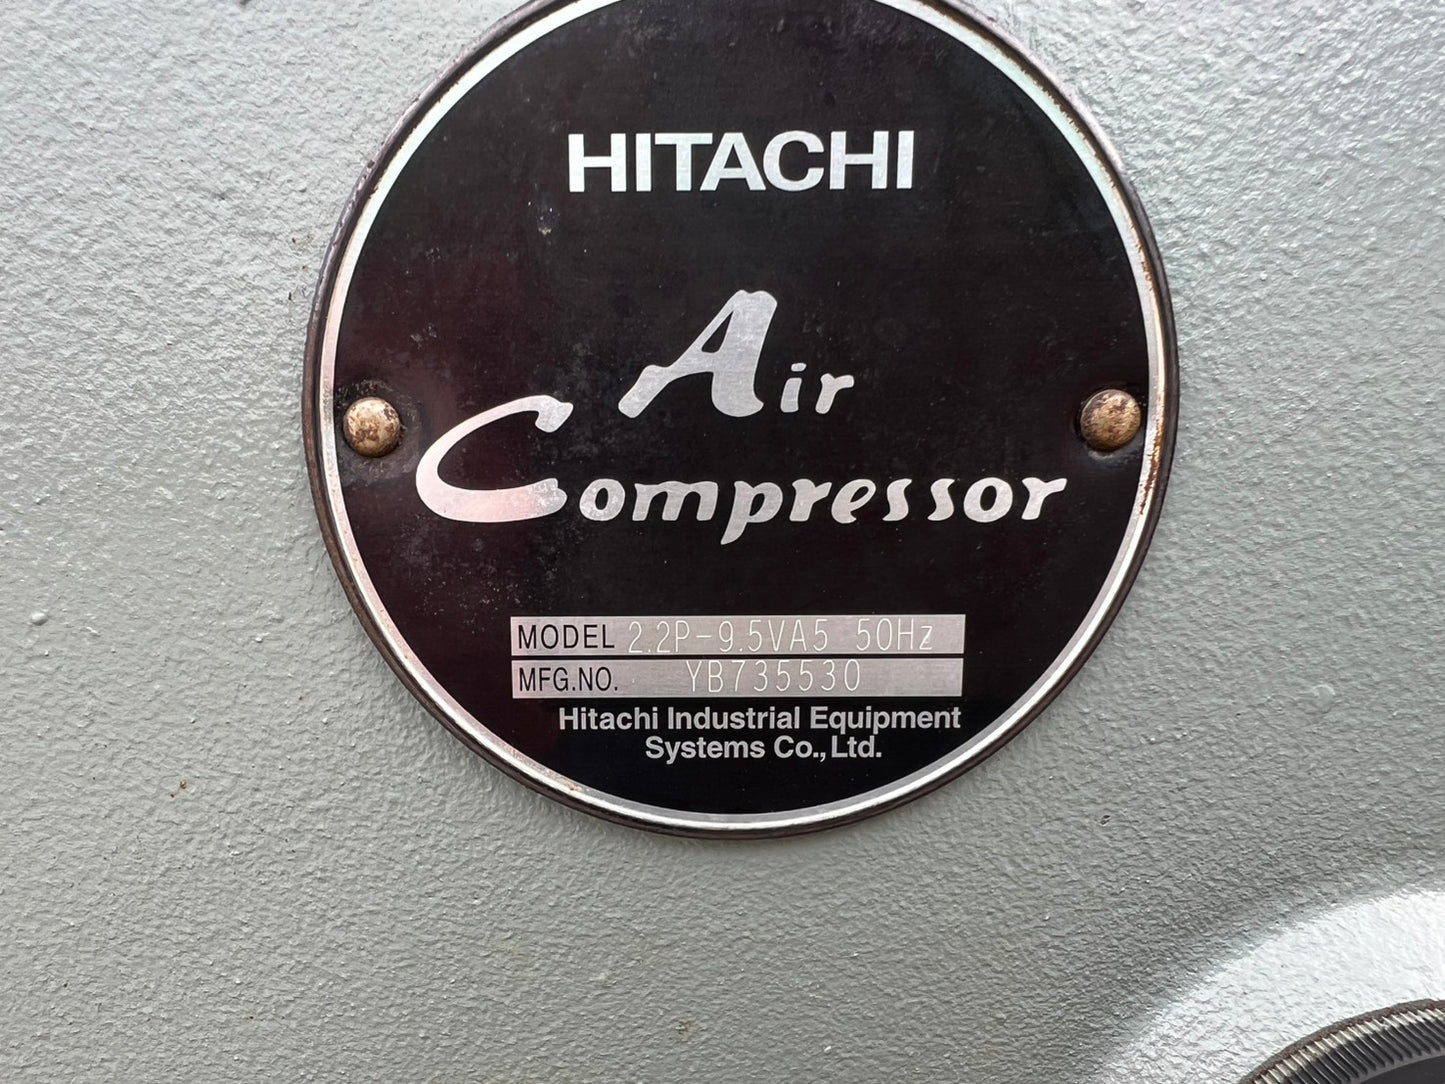 HITACHI
Air
Compressor
MODEL 2.2P-9.5VA5 50Hz
MFG.NO. YB735530
Hitachi Industrial Equipment
Systems Co., Ltd.